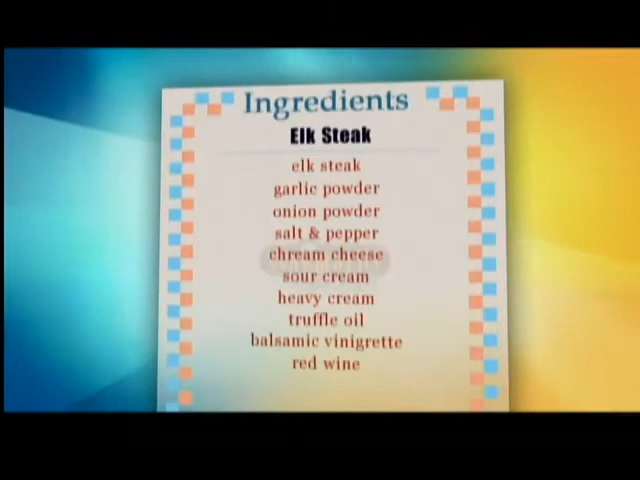 Ingredients
Elk Steak
elk steak
garlic powder
onion powder
salt & pepper
chream cheese
sour cream
heavy cream
truffle oil
balsamic vinigrette
red wine